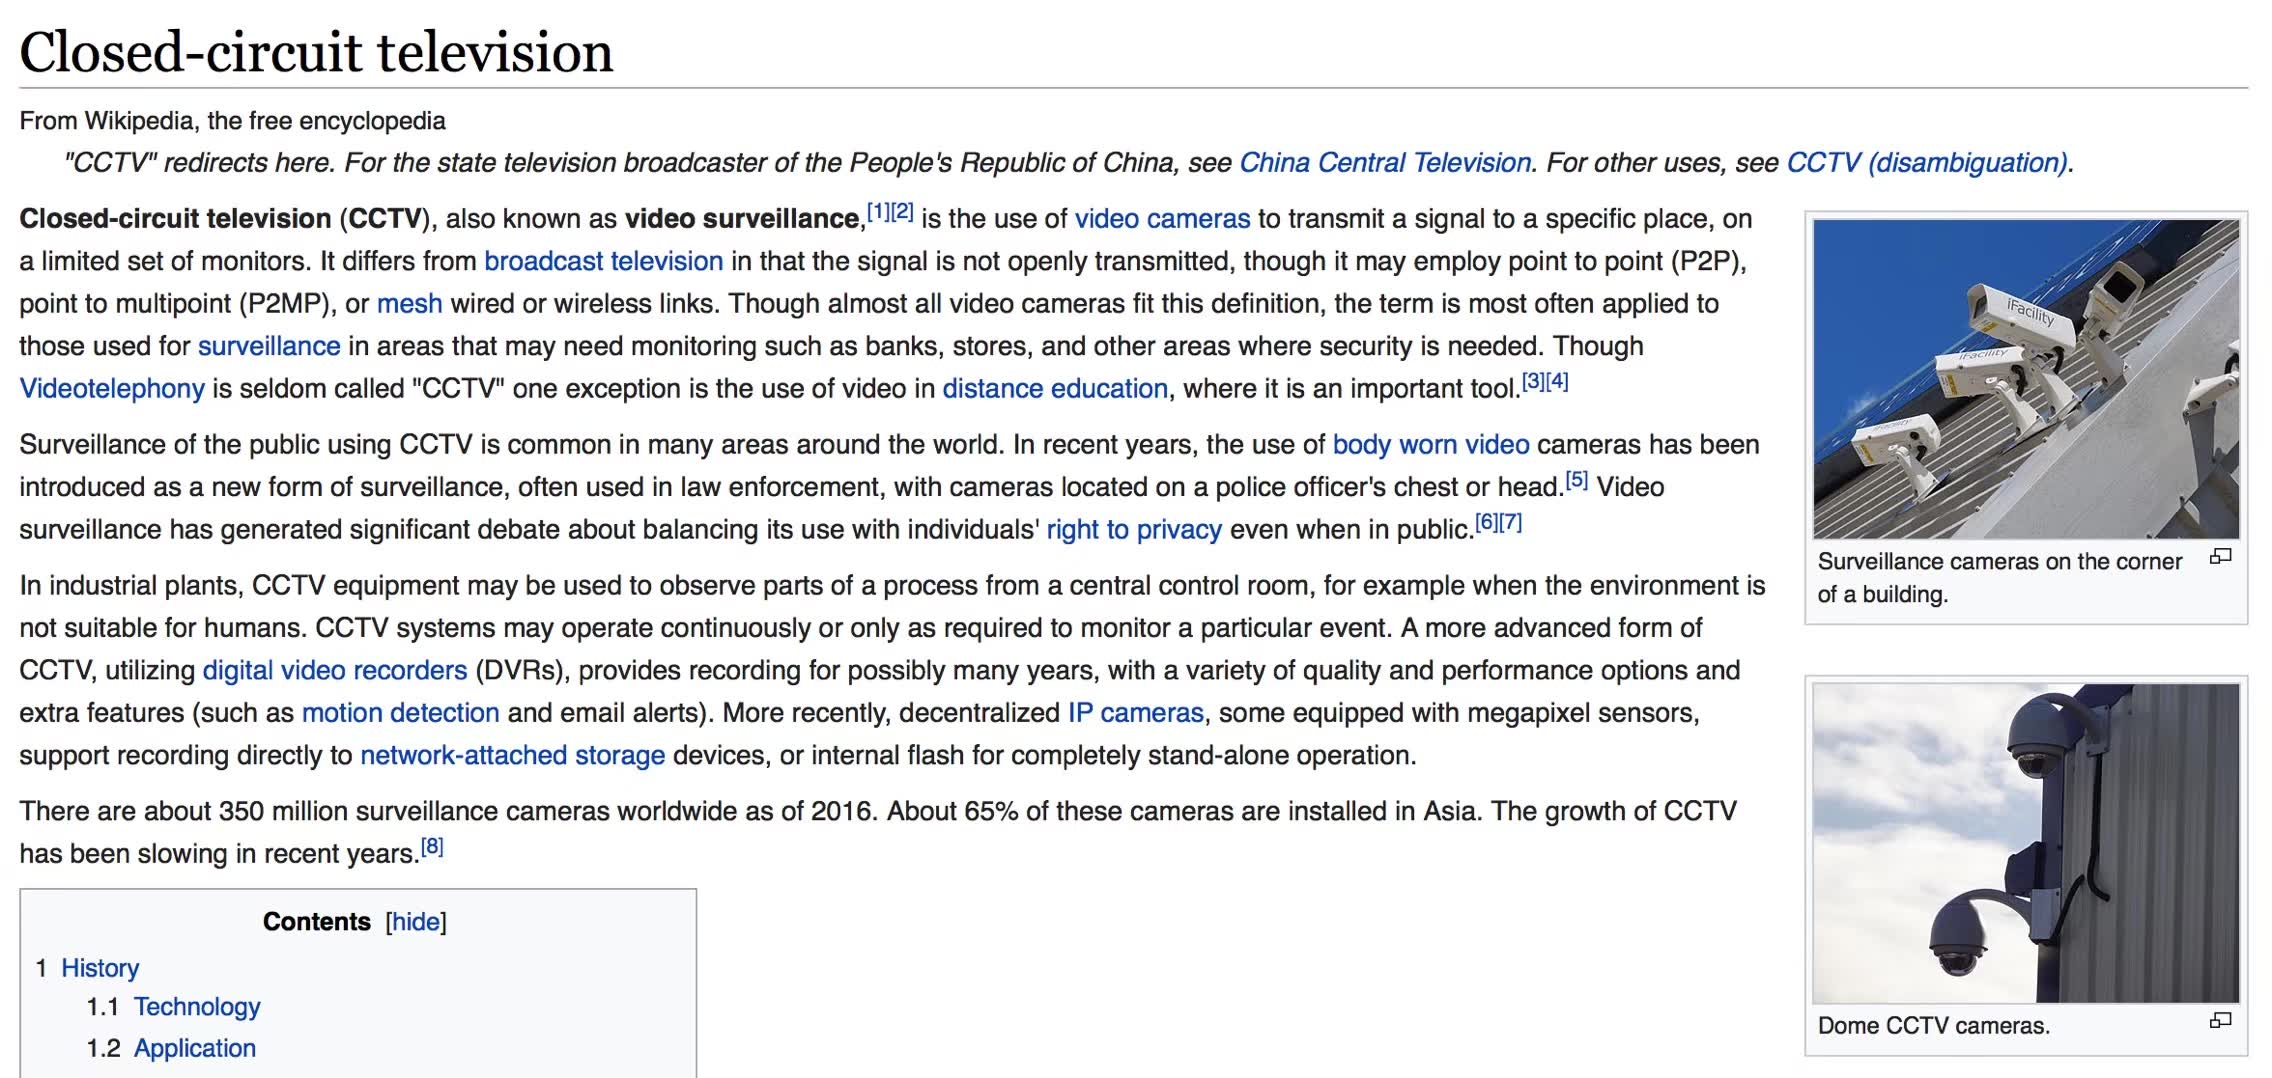 Closed-circuit television
From Wikipedia, the free encyclopedia
"CCTV" redirects here. For the state television broadcaster of the People's Republic of China, see China Central Television. For other uses, see CCTV (disambiguation).
Closed-circuit television (CCTV), also known as video surveillance,[1][2] is the use of video cameras to transmit a signal to a specific place, on
a limited set of monitors. It differs from broadcast television in that the signal is not openly transmitted, though it may employ point to point (P2P),
point to multipoint (P2MP), or mesh wired or wireless links. Though almost all video cameras fit this definition, the term is most often applied to
those used for surveillance in areas that may need monitoring such as banks, stores, and other areas where security is needed. Though
Videotelephony is seldom called "CCTV" one exception is the use of video in distance education, where it is an important tool.[3][4]
Surveillance of the public using CCTV is common in many areas around the world. In recent years, the use of body worn video cameras has been
introduced as a new form of surveillance, often used in law enforcement, with cameras located on a police officer's chest or head.[5] Video
surveillance has generated significant debate about balancing its use with individuals' right to privacy even when in public.[6][7]
In industrial plants, CCTV equipment may be used to observe parts of a process from a central control room, for example when the environment is
not suitable for humans. CCTV systems may operate continuously or only as required to monitor a particular event. A more advanced form of
CCTV, utilizing digital video recorders (DVRs), provides recording for possibly many years, with a variety of quality and performance options and
extra features (such as motion detection and email alerts). More recently, decentralized IP cameras, some equipped with megapixel sensors,
support recording directly to network-attached storage devices, or internal flash for completely stand-alone operation.
There are about 350 million surveillance cameras worldwide as of 2016. About 65% of these cameras are installed in Asia. The growth of CCTV
has been slowing in recent years.[8]
Contents [hide]
1 History
1.1 Technology
1.2 Application
iFacility
iFacility
iFacility
Surveillance cameras on the corner
of a building.
Dome CCTV cameras.